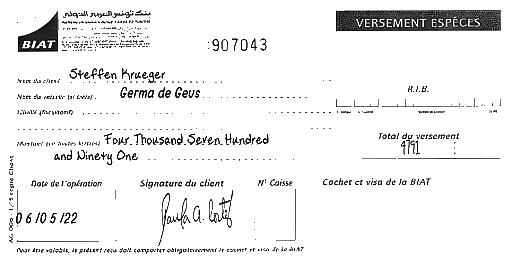 بنك تونس العربي الدولي
BIAT
VERSEMENT ESPÈCES
907043
Nom du client Steffen Krueger
Nom du remettant (si tiers) Germa de Geus
R.I.B.
Libellé (facultatif)
Montant (en toutes lettres) Four Thousand Seven Hundred
and Ninety One
Total du versement
4791
Date de l'opération Signature du client N° Caisse Cachet et visa de la BIAT
06/05/22
Pour être valable, le présent reçu doit comporter obligatoirement le cachet et visa de la BIAT